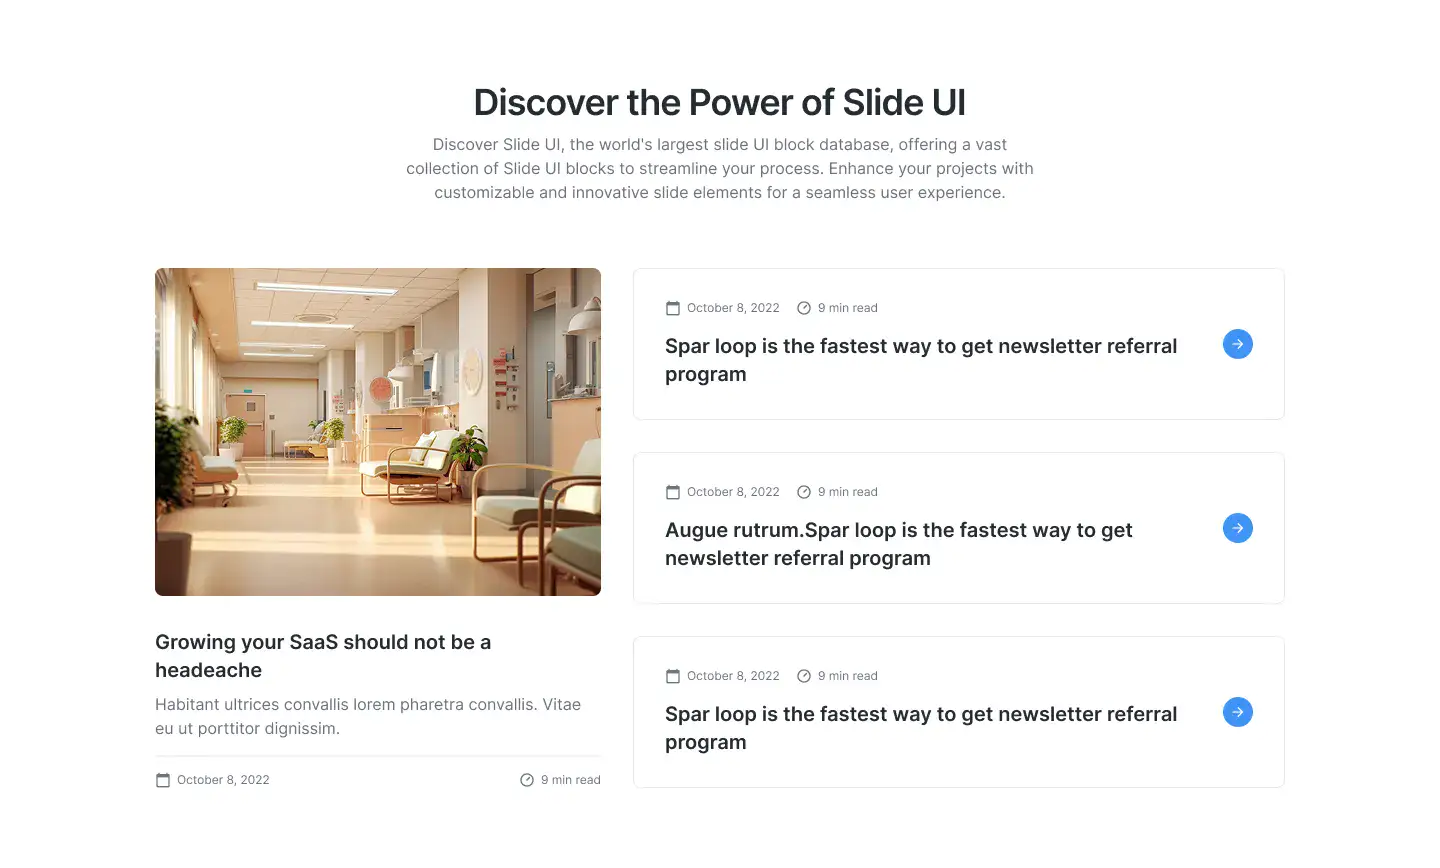 Discover the Power of Slide UI
Discover Slide UI, the world's largest slide UI block database, offering a vast
collection of Slide UI blocks to streamline your process. Enhance your projects with
customizable and innovative slide elements for a seamless user experience.
Growing your SaaS should not be a
headeache
Habitant ultrices convallis lorem pharetra convallis. Vitae
eu ut porttitor dignissim.
October 8, 2022
9 min read
October 8, 2022
9 min read
Spar loop is the fastest way to get newsletter referral
program
October 8, 2022
9 min read
Augue rutrum.Spar loop is the fastest way to get
newsletter referral program
October 8, 2022
9 min read
Spar loop is the fastest way to get newsletter referral
program